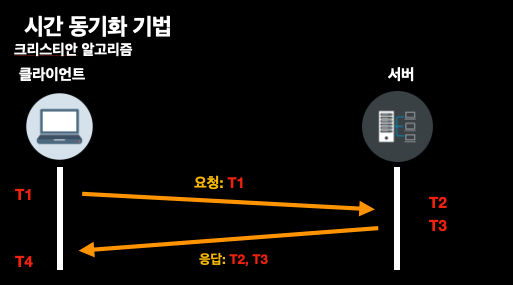 시간 동기화 기법
크리스티안 알고리즘
클라이언트
서버
요청: T1
T1
T2
T3
응답: T2, T3
T4